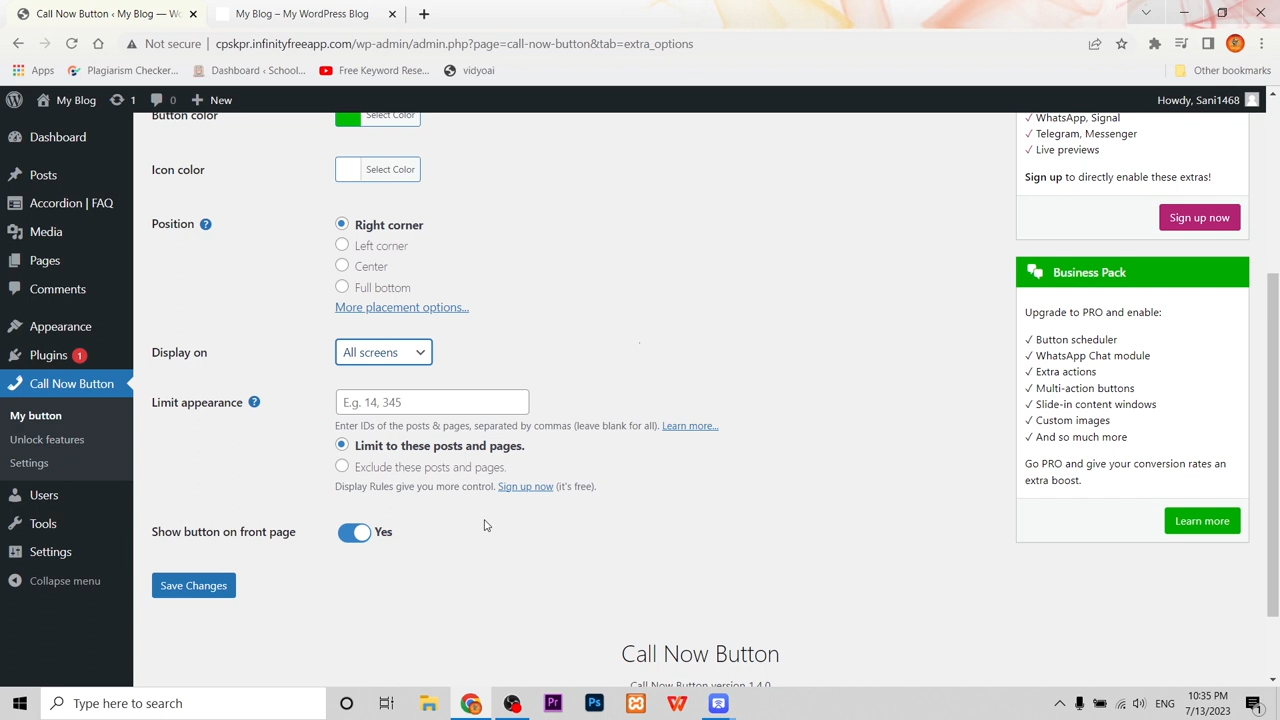 Call Now Button ‹ My Blog — Wo
My Blog – My WordPress Blog
Not secure
cpskpr.infinityfreeapp.com/wp-admin/admin.php?page=call-now-button&tab=extra_options
Apps
Plagiarism Checker...
Dashboard ‹ School...
Free Keyword Rese...
vidyoai
Other bookmarks
My Blog
1
0
New
Howdy, Sani1468
Dashboard
Posts
Accordion | FAQ
Media
Pages
Comments
Appearance
Plugins 1
Call Now Button
My button
Unlock features
Settings
Users
Tools
Settings
Collapse menu
Button color
Select Color
Icon color
Select Color
Position ?
Right corner
Left corner
Center
Full bottom
More placement options...
Display on
All screens
Limit appearance ?
E.g. 14, 345
Enter IDs of the posts & pages, separated by commas (leave blank for all). Learn more...
Limit to these posts and pages.
Exclude these posts and pages.
Display Rules give you more control. Sign up now (it's free).
Show button on front page
Yes
Save Changes
Call Now Button
Call Now Button version 1.4.0
✓ WhatsApp, Signal
✓ Telegram, Messenger
✓ Live previews
Sign up to directly enable these extras!
Sign up now
Business Pack
Upgrade to PRO and enable:
✓ Button scheduler
✓ WhatsApp Chat module
✓ Extra actions
✓ Multi-action buttons
✓ Slide-in content windows
✓ Custom images
✓ And so much more
Go PRO and give your conversion rates an
extra boost.
Learn more
Type here to search
Pr
Ps
ENG
10:35 PM
7/13/2023
1